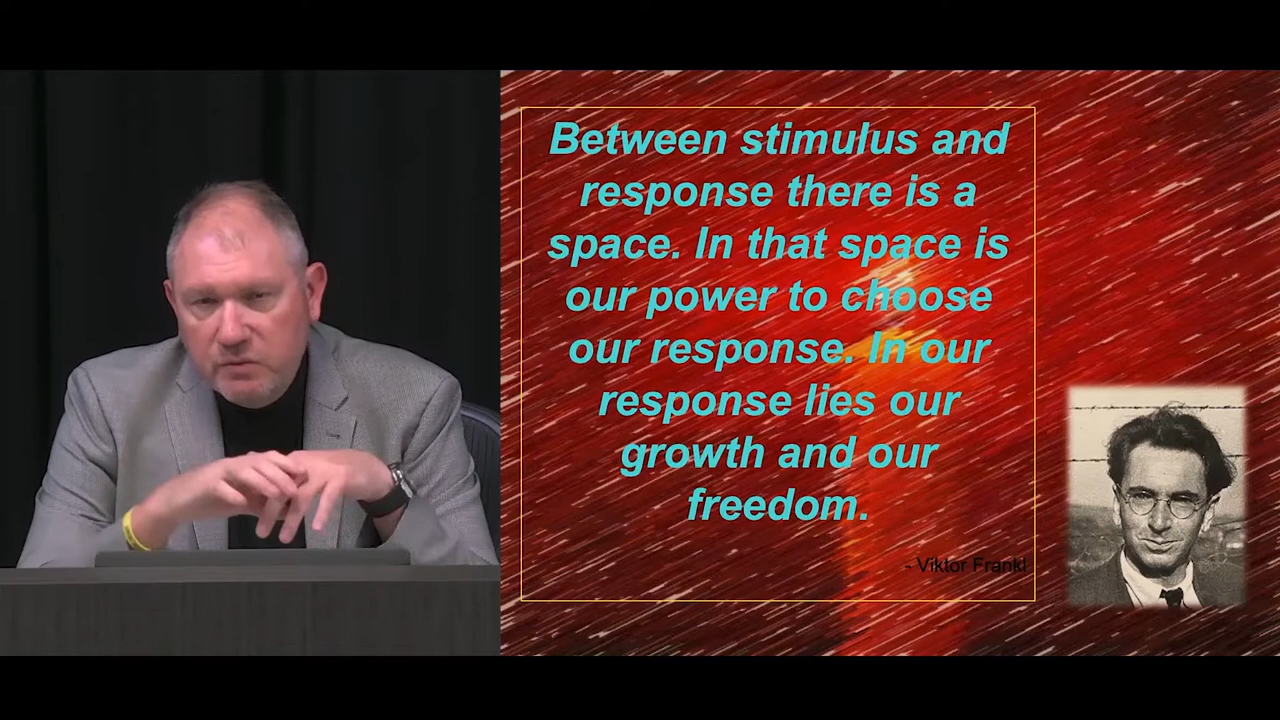 Between stimulus and
response there is a
space. In that space is
our power to choose
our response. In our
response lies our
growth and our
freedom.
- Viktor Frankl